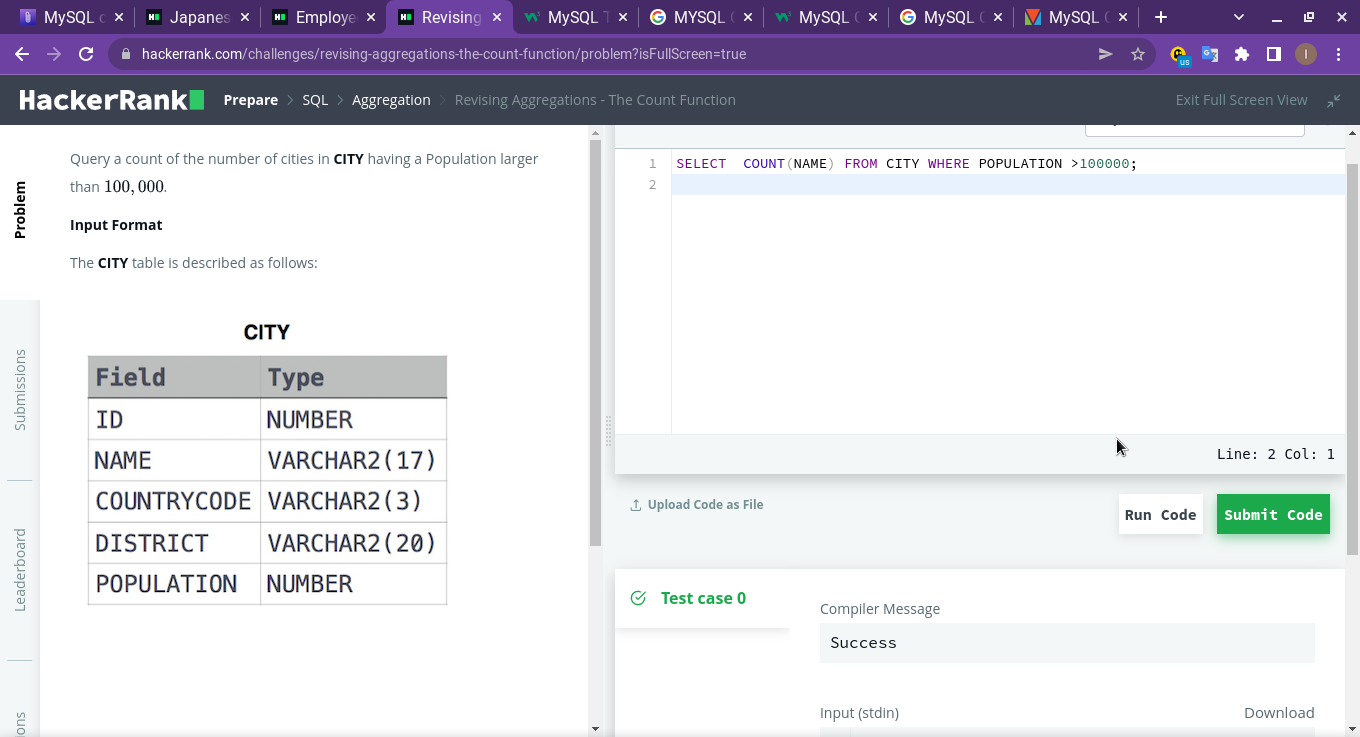 MySQL c
Japanes
Employe
Revising
MySQL T
MYSQL C
MySQL C
MySQL C
MySQL C
hackerrank.com/challenges/revising-aggregations-the-count-function/problem?isFullScreen=true
us
I
HackerRank
Prepare > SQL > Aggregation > Revising Aggregations - The Count Function
Exit Full Screen View
Problem
Submissions
Leaderboard
Query a count of the number of cities in CITY having a Population larger
than 100,000.
Input Format
The CITY table is described as follows:
CITY
Field Type
ID NUMBER
NAME VARCHAR2(17)
COUNTRYCODE VARCHAR2(3)
DISTRICT VARCHAR2(20)
POPULATION NUMBER
1 SELECT  COUNT(NAME) FROM CITY WHERE POPULATION >100000;
2
Line: 2 Col: 1
Upload Code as File
Run Code
Submit Code
Test case 0
Compiler Message
Success
Input (stdin)
Download